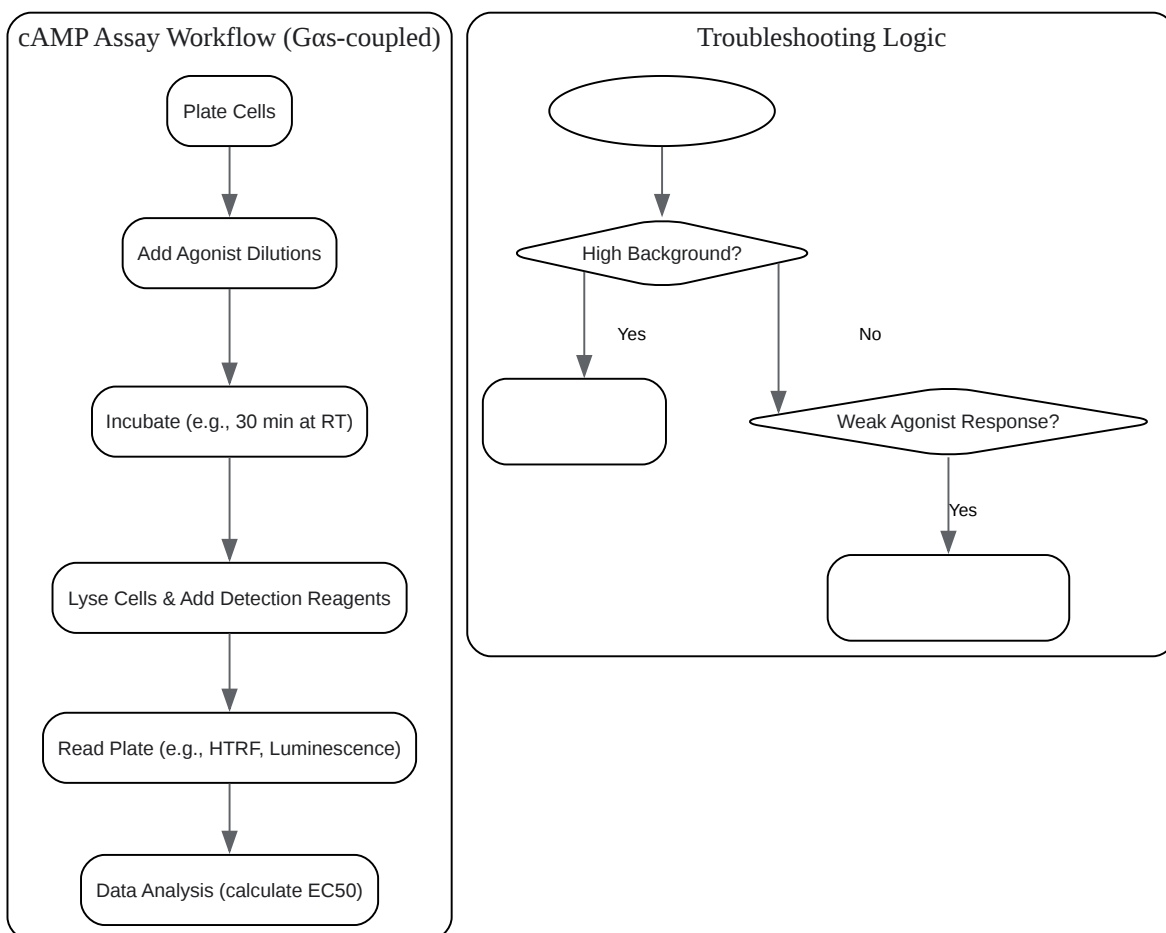 cAMP Assay Workflow (Gαs-coupled)
Plate Cells
Add Agonist Dilutions
Incubate (e.g., 30 min at RT)
Lyse Cells & Add Detection Reagents
Read Plate (e.g., HTRF, Luminescence)
Data Analysis (calculate EC50)
Troubleshooting Logic
High Background?
Yes
No
Weak Agonist Response?
Yes